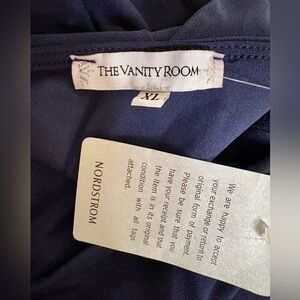 THE VANITY ROOM
XL
We are happy to accept
your exchange or return to
original form of payment.
Please be sure that you
have your receipt and that
the item is in its original
condition with all tags
attached.
NORDSTROM